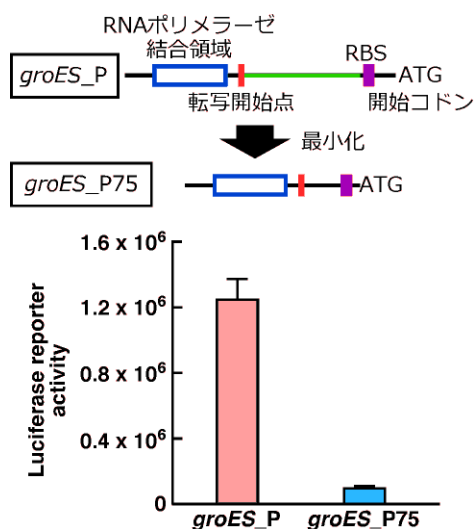 RNAポリメラーゼ
結合領域
RBS
groES_P
ATG
転写開始点
開始コドン
最小化
groES_P75
ATG
1.6 x 10⁶
1.2 x 10⁶
0.8 x 10⁶
0.4 x 10⁶
0
Luciferase reporter
activity
groES_P
groES_P75